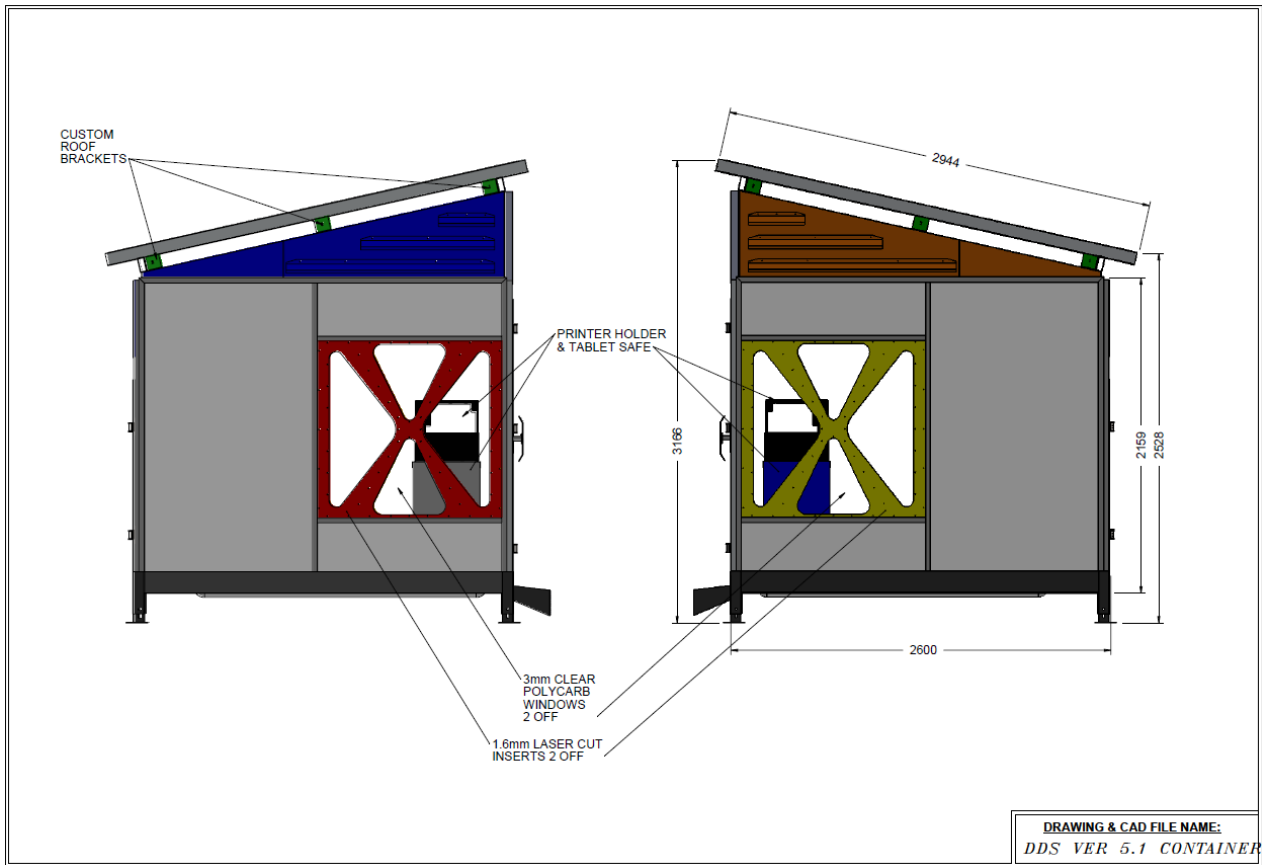 CUSTOM
ROOF
BRACKETS
2944
PRINTER HOLDER
& TABLET SAFE
3166
2159
2528
2600
3mm CLEAR
POLYCARB
WINDOWS
2 OFF
1.6mm LASER CUT
INSERTS 2 OFF
DRAWING & CAD FILE NAME:
DDS VER 5.1 CONTAINER